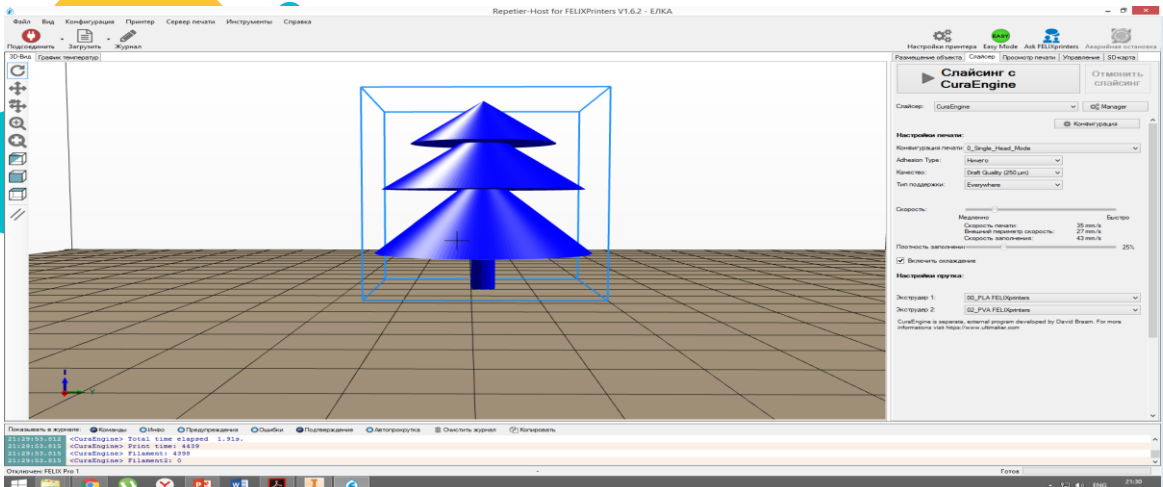 Repetier-Host for FELIXPrinters V1.6.2 - ЕЛКА
Файл Вид Конфигурация Принтер Сервер печати Инструменты Справка
Подсоединить Загрузить Журнал
Настройки принтера Easy Mode Ask FELIXprinters Аварийная остановка
EASY
3D-Вид График температур
Размещение объекта Слайсер Просмотр печати Управление SD-карта
Слайсинг с
CuraEngine
Отменить
слайсинг
Слайсер: CuraEngine Manager
Конфигурация
Настройки печати:
Конфигурация печати: 0_Single_Head_Mode
Adhesion Type: Ничего
Качество: Draft Quality (250 µm)
Тип поддержки: Everywhere
Скорость:
Медленно Быстро
Скорость печати: 35 mm/s
Внешний периметр скорость: 27 mm/s
Скорость заполнения: 43 mm/s
Плотность заполнения 25%
Включить охлаждение
Настройки прутка:
Экструдер 1: 00_PLA FELIXprinters
Экструдер 2: 02_PVA FELIXprinters
CuraEngine is separate, external program developed by David Braam. For more
informations visit https://www.ultimaker.com
Y
Показывать в журнале: Команды Инфо Предупреждения Ошибки Подтверждения Автопрокрутка Очистить журнал Копировать
21:29:53.812 <CuraEngine> Total time elapsed 1.91s.
21:29:53.815 <CuraEngine> Print time: 4439
21:29:53.815 <CuraEngine> Filament: 4398
21:29:53.815 <CuraEngine> Filament2: 0
Отключен: FELIX Pro 1 - Готов
ENG 21:30